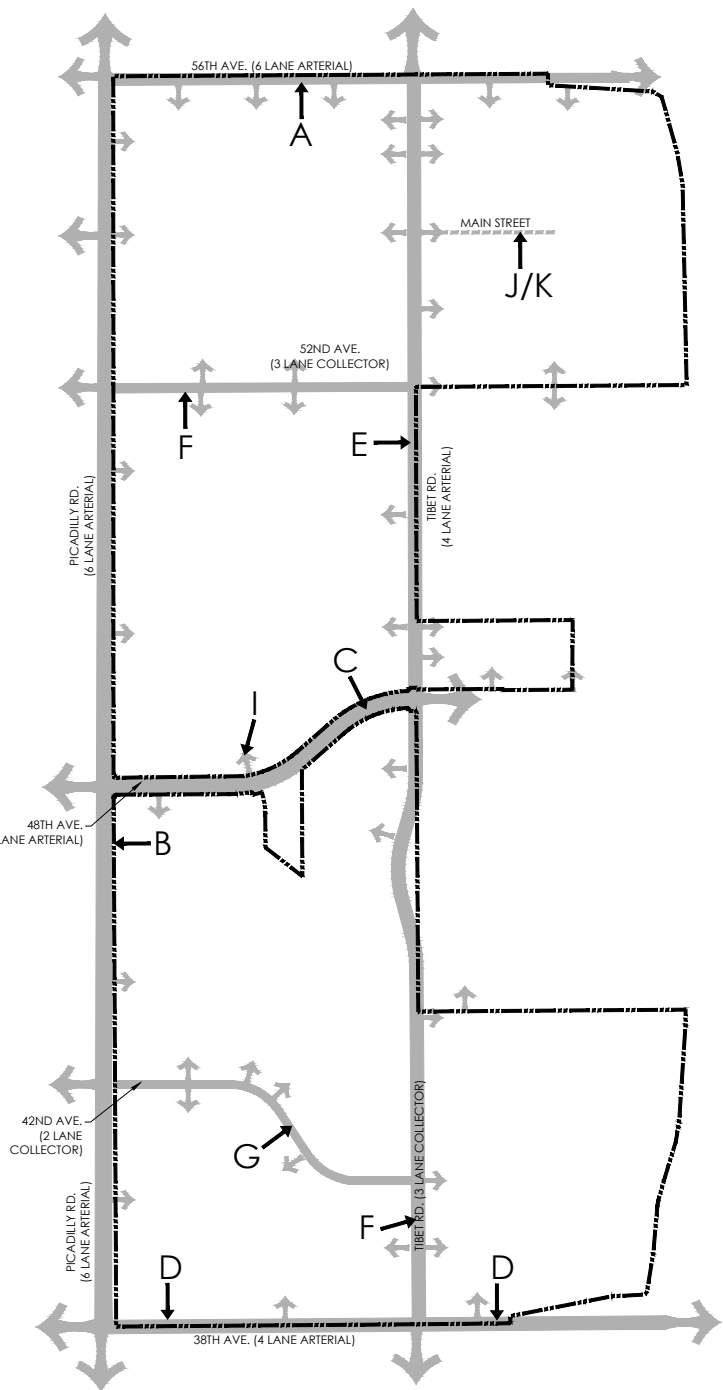 56TH AVE. (6 LANE ARTERIAL)
A
MAIN STREET
J/K
52ND AVE.
(3 LANE COLLECTOR)
F
E
TIBET RD.
(4 LANE ARTERIAL)
PICADILLY RD.
(6 LANE ARTERIAL)
C
I
48TH AVE.
LANE ARTERIAL)
B
42ND AVE.
(2 LANE
COLLECTOR)
G
TIBET RD. (3 LANE COLLECTOR)
F
PICADILLY RD.
(6 LANE ARTERIAL)
D
D
38TH AVE. (4 LANE ARTERIAL)